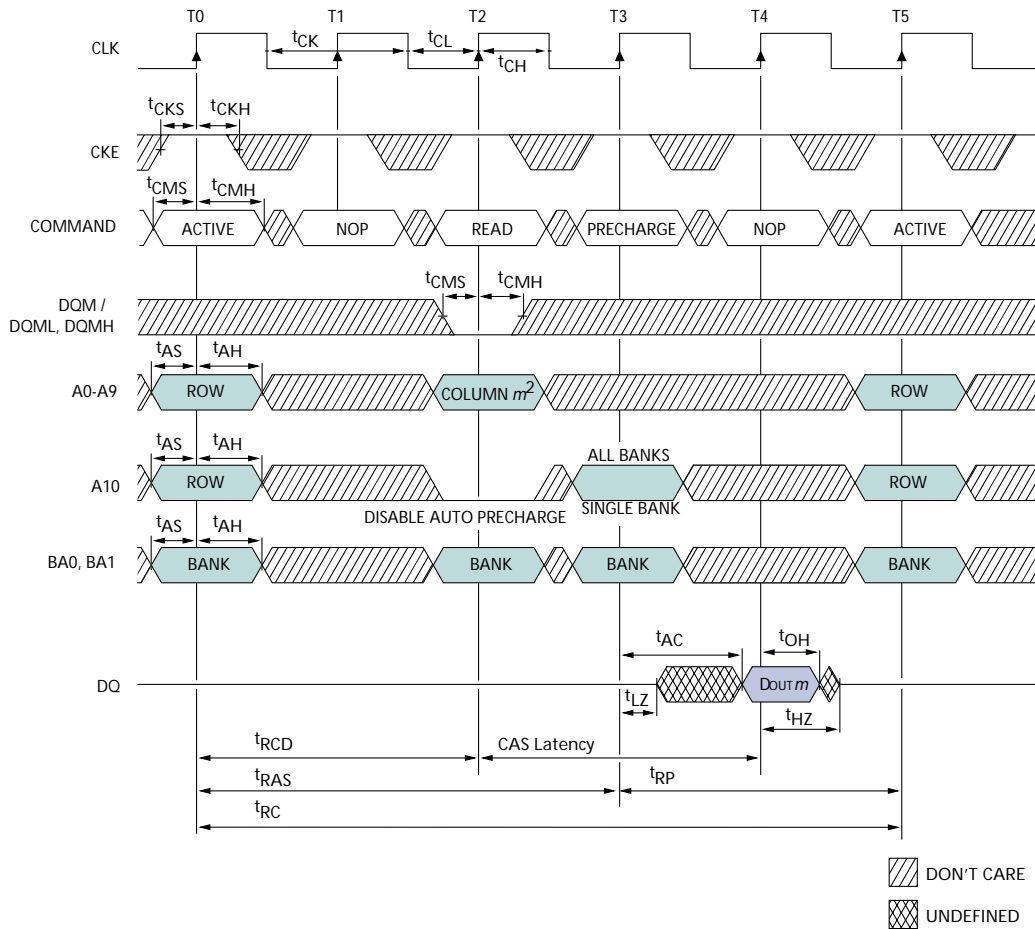 T0 T1 T2 T3 T4 T5
CLK
tCK tCL
tCH
tCKS tCKH
CKE
tCMS tCMH
COMMAND ACTIVE NOP READ PRECHARGE NOP ACTIVE
tCMS tCMH
DQM /
DQML, DQMH
tAS tAH
A0-A9 ROW COLUMN m2 ROW
tAS tAH
ALL BANKS
A10 ROW ROW
DISABLE AUTO PRECHARGE SINGLE BANK
tAS tAH
BA0, BA1 BANK BANK BANK BANK
tAC tOH
DQ DOUT m
tLZ tHZ
tRCD CAS Latency
tRAS tRP
tRC
DON'T CARE
UNDEFINED